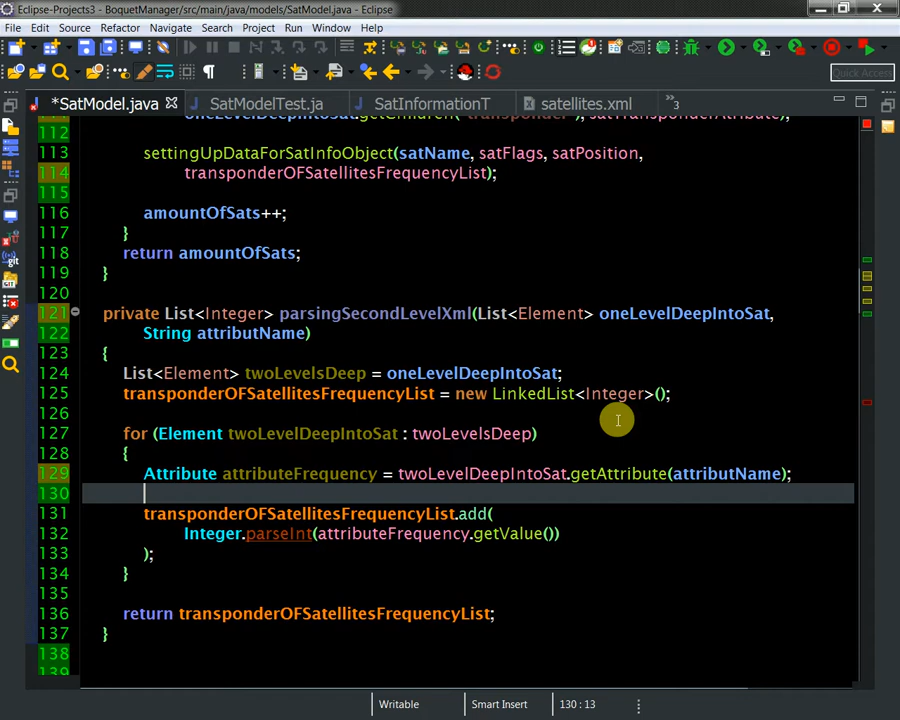 Eclipse-Projects3 - BoquetManager/src/main/java/models/SatModel.java - Eclipse
File Edit Source Refactor Navigate Search Project Run Window Help
Quick Access
*SatModel.java SatModelTest.ja SatInformationT satellites.xml »3
112
113 settingUpDataForSatInfoObject(satName, satFlags, satPosition,
114 transponderOFSatellitesFrequencyList);
115
116 amountOfSats++;
117 }
118 return amountOfSats;
119 }
120
121 private List<Integer> parsingSecondLevelXml(List<Element> oneLevelDeepIntoSat,
122 String attributName)
123 {
124 List<Element> twoLevelsDeep = oneLevelDeepIntoSat;
125 transponderOFSatellitesFrequencyList = new LinkedList<Integer>();
126
127 for (Element twoLevelDeepIntoSat : twoLevelsDeep)
128 {
129 Attribute attributeFrequency = twoLevelDeepIntoSat.getAttribute(attributName);
130
131 transponderOFSatellitesFrequencyList.add(
132 Integer.parseInt(attributeFrequency.getValue())
133 );
134 }
135
136 return transponderOFSatellitesFrequencyList;
137 }
138
139
Writable Smart Insert 130 : 13